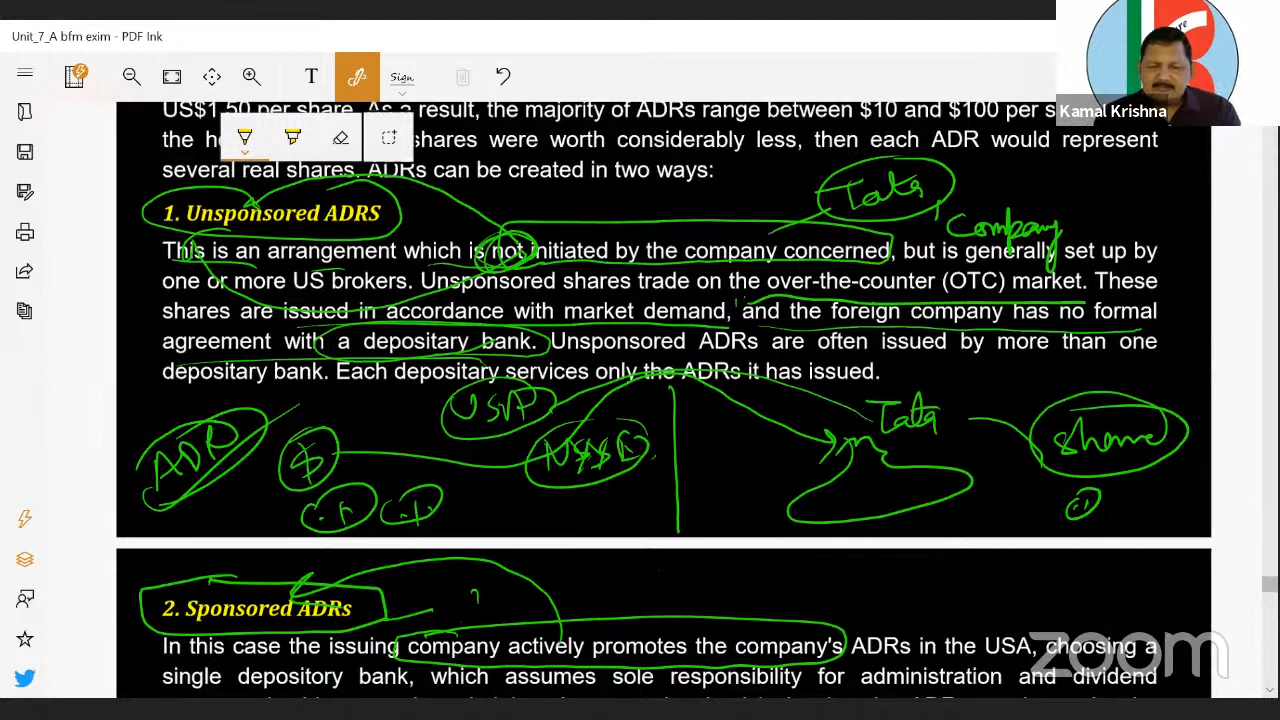 Unit_7_A bfm exim - PDF Ink
T
Sign
Kamal Krishna
US$1.50 per share. As a result, the majority of ADRs range between $10 and $100 per
the shares were worth considerably less, then each ADR would represent
several real shares. ADRs can be created in two ways:
Tata
1. Unsponsored ADRS
Company
This is an arrangement which is not initiated by the company concerned, but is generally set up by
one or more US brokers. Unsponsored shares trade on the over-the-counter (OTC) market. These
shares are issued in accordance with market demand, and the foreign company has no formal
agreement with a depositary bank. Unsponsored ADRs are often issued by more than one
depositary bank. Each depositary services only the ADRs it has issued.
Tata
ADR
$
2. Sponsored ADRs
In this case the issuing company actively promotes the company's ADRs in the USA, choosing a
single depository bank, which assumes sole responsibility for administration and dividend
zoom